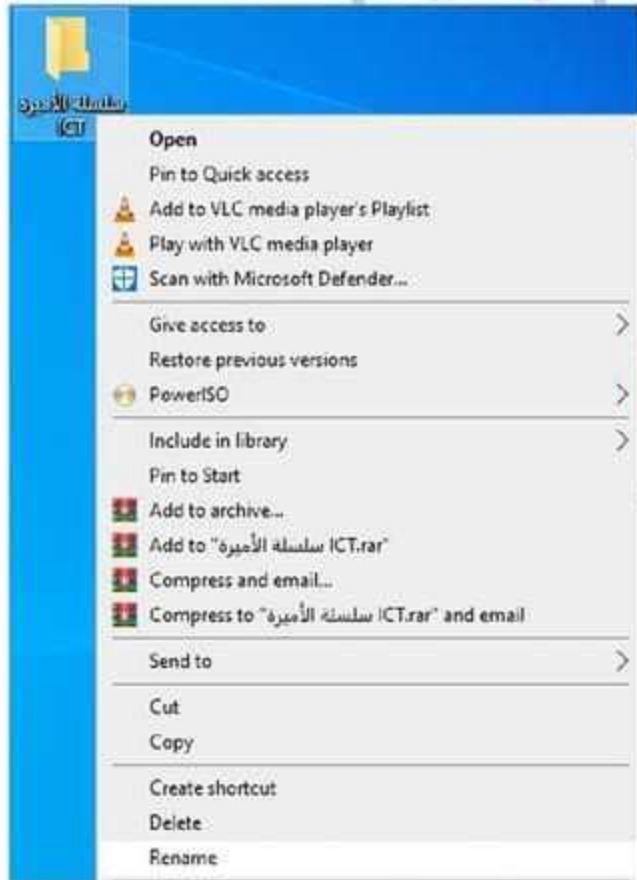 سلسلة الأميرة
ICT
Open
Pin to Quick access
Add to VLC media player's Playlist
Play with VLC media player
Scan with Microsoft Defender...
Give access to
Restore previous versions
PowerISO
Include in library
Pin to Start
Add to archive...
Add to "سلسلة الأميرة ICT.rar"
Compress and email...
Compress to "سلسلة الأميرة ICT.rar" and email
Send to
Cut
Copy
Create shortcut
Delete
Rename